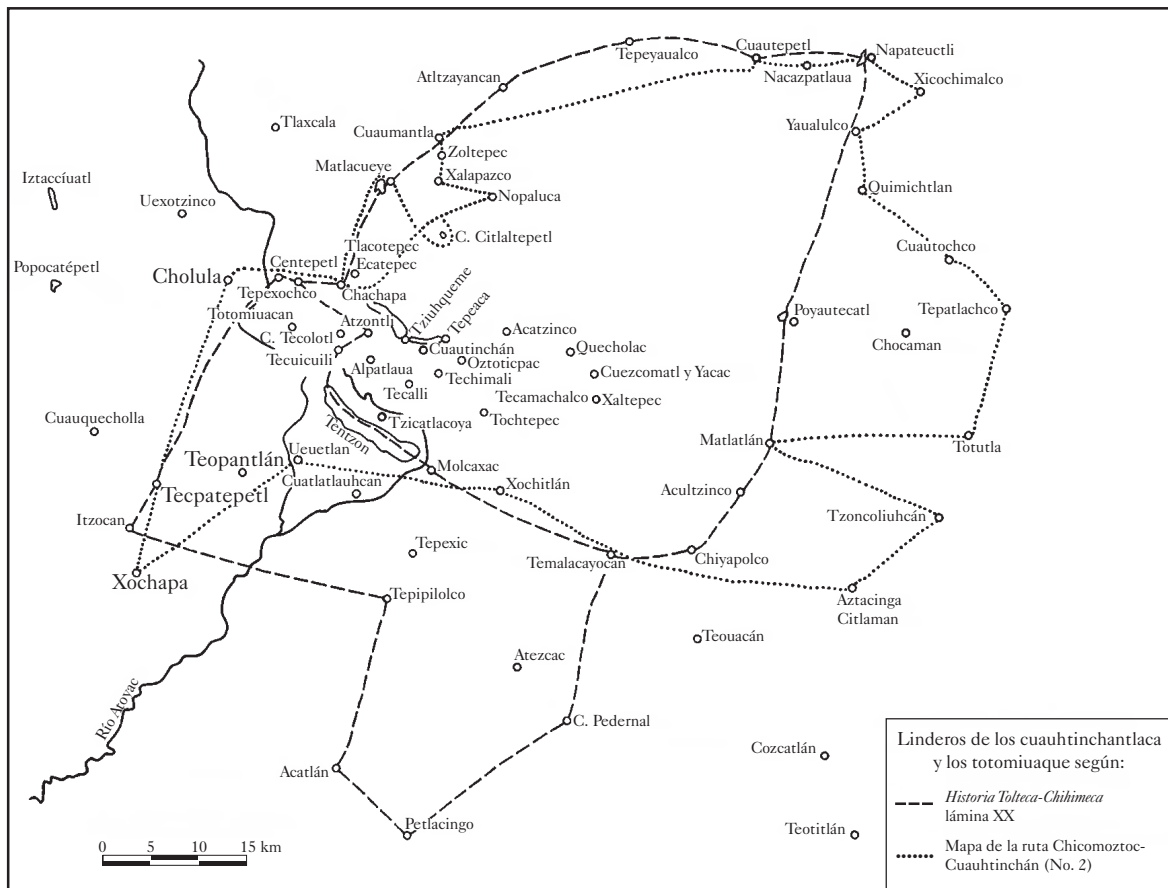 Tepeyaualco
Cuautepetl
Napateuctli
Nacazpatlaua
Atltzayancan
Xicochimalco
Tlaxcala
Cuaumantla
Yaualulco
Zoltepec
Matlacueye
Xalapazco
Iztaccíuatl
Quimichtlan
Nopaluca
Uexotzinco
C. Citlaltepetl
Tlacotepec
Cuautochco
Popocatépetl
Centepetl
Ecatepec
Cholula
Tepexochco
Chachapa
Tziuhqueme
Tepeaca
Poyautecatl
Tepatlachco
Totomiuacan
Atzontli
Acatzinco
C. Tecolotl
Chocaman
Cuautinchán
Quecholac
Tecuicuili
Oztoticpac
Alpatlaua
Techimali
Cuezcomatl y Yacac
Tecalli
Tecamachalco
Xaltepec
Cuauquecholla
Tzicatlacoya
Tochtepec
Tentzon
Matlatlán
Totutla
Ueuetlan
Teopantlán
Molcaxac
Cuatlatlauhcan
Xochitlán
Acultzinco
Tecpatepetl
Tzoncoliuhcán
Itzocan
Tepexic
Temalacayocan
Chiyapolco
Xochapa
Tepipilolco
Aztacinga
Citlaman
Teouacán
Atezcac
Río Atoyac
C. Pedernal
Cozcatlán
Acatlán
Teotitlán
Petlacingo
0 5 10 15 km
Linderos de los cuauhtinchantlaca
y los totomiuaque según:
Historia Tolteca-Chihimeca
lámina XX
Mapa de la ruta Chicomoztoc-
Cuauhtinchán (No. 2)